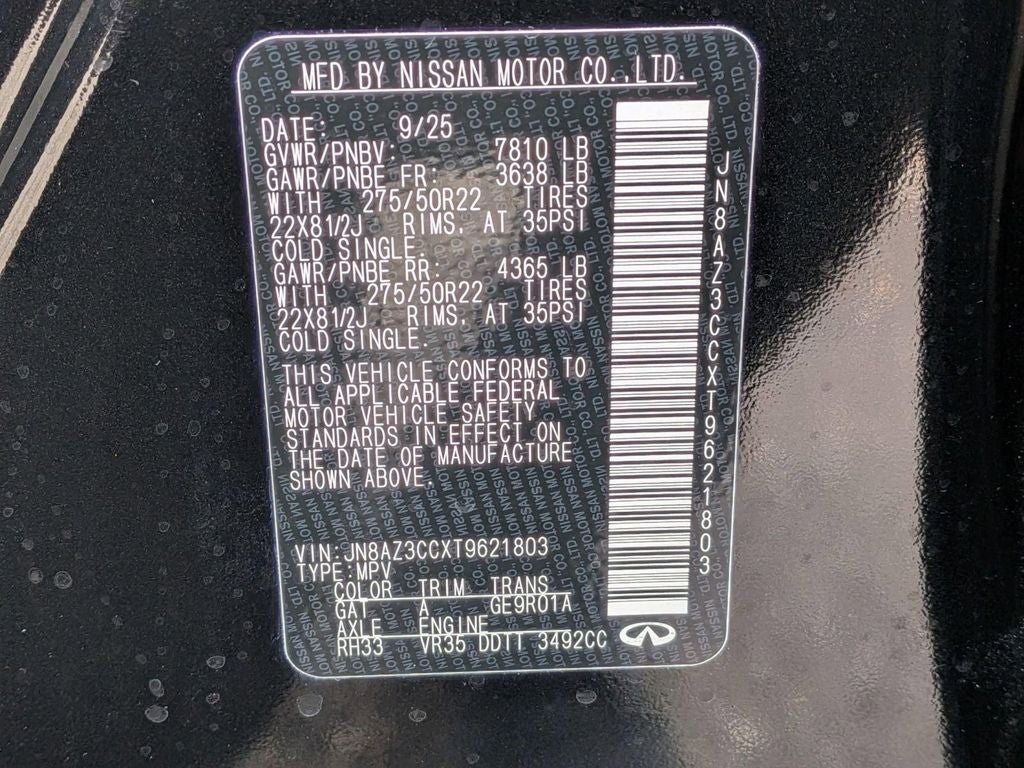 MFD BY NISSAN MOTOR CO., LTD.
DATE: 9/25
GVWR/PNBV: 7810 LB
GAWR/PNBE FR: 3638 LB
WITH 275/50R22 TIRES
22X81/2J RIMS, AT 35PSI
COLD SINGLE.
GAWR/PNBE RR: 4365 LB
WITH 275/50R22 TIRES
22X81/2J RIMS, AT 35PSI
COLD SINGLE.
THIS VEHICLE CONFORMS TO
ALL APPLICABLE FEDERAL
MOTOR VEHICLE SAFETY
STANDARDS IN EFFECT ON
THE DATE OF MANUFACTURE
SHOWN ABOVE.
VIN:JN8AZ3CCXT9621803
TYPE:MPV
COLOR TRIM TRANS
GAT A GE9R01A
AXLE ENGINE
RH33 VR35 DDTT 3492CC
JN8AZ3CCXT9621803